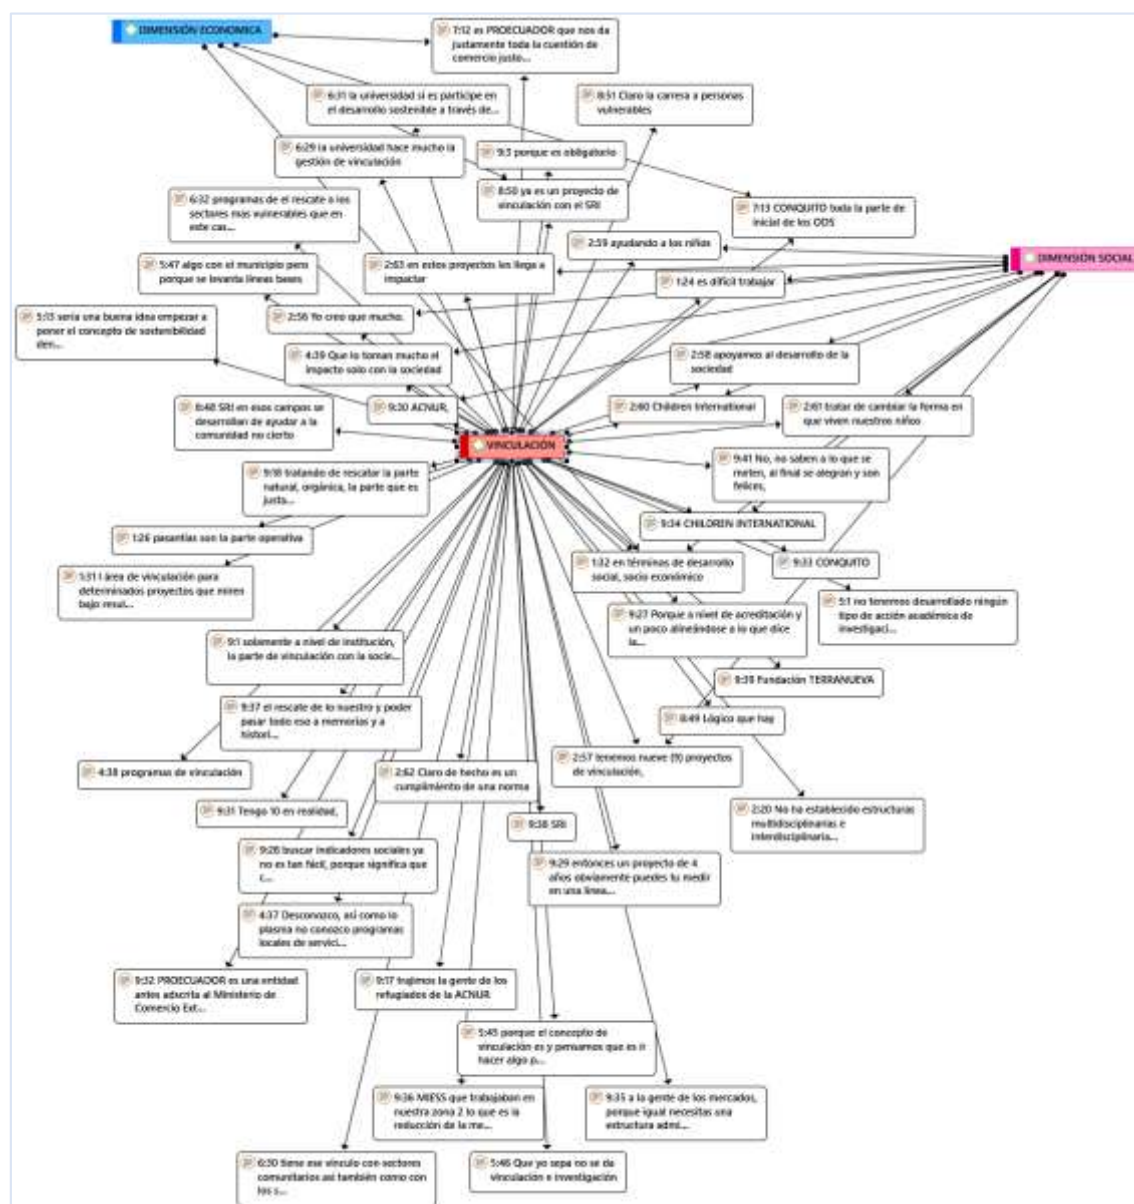 DIMENSIÓN ECONOMICA
7:12 es PROECUADOR que nos da
justamente toda la cuestión de
comercio justo...
6:31 la universidad si es participe en
el desarrollo sostenible a través de...
8:51 Claro la carrera a personas
vulnerables
6:29 la universidad hace mucho la
gestión de vinculación
9:3 porque es obligatorio
8:50 ya es un proyecto de
vinculación con el SRI
6:32 programas de el rescate a los
sectores mas vulnerables que en
este cas...
7:13 CONQUITO toda la parte de
inicial de los ODS
2:59 ayudando a los niños
DIMENSIÓN SOCIAL
5:47 algo con el municipio pero
porque se levanta líneas bases
2:63 en estos proyectos les llega a
impactar
1:24 es difícil trabajar
5:13 sería una buena idea empezar a
poner el concepto de sostenibilidad
den...
2:56 Yo creo que mucho.
4:39 Que lo toman mucho el
impacto solo con la sociedad
2:58 apoyamos al desarrollo de la
sociedad
8:48 SRI en esos campos se
desarrollan de ayudar a la
comunidad no cierto
9:30 ACNUR,
2:60 Children International
2:61 tratar de cambiar la forma en
que viven nuestros niños
VINCULACIÓN
9:18 tratando de rescatar la parte
natural, orgánica, la parte que es
justa...
9:41 No, no saben a lo que se
meten, al final se alegran y son
felices,
1:26 pasantías son la parte operativa
9:34 CHILDREN INTERNATIONAL
1:31 l área de vinculación para
determinados proyectos que miren
bajo resul...
1:32 en términos de desarrollo
social, socio económico
9:33 CONQUITO
5:1 no tenemos desarrollado ningún
tipo de acción académica de
investigaci...
9:27 Porque a nivel de acreditación y
un poco alineándose a lo que dice
la...
9:1 solamente a nivel de institución,
la parte de vinculación con la socie...
9:39 Fundación TERRANUEVA
9:37 el rescate de lo nuestro y poder
pasar todo eso a memorias y a
histori...
8:49 Lógico que hay
2:57 tenemos nueve (9) proyectos
de vinculación,
4:38 programas de vinculación
2:62 Claro de hecho es un
cumplimiento de una norma
9:31 Tengo 10 en realidad,
9:38 SRI
2:20 No ha establecido estructuras
multidisciplinarias e
interdisciplinaria...
9:28 buscar indicadores sociales ya
no es tan fácil, porque significa que
c...
9:29 entonces un proyecto de 4
años obviamente puedes tu medir
en una línea...
4:37 Desconozco, así como lo
plasma no conozco programas
locales de servici...
9:32 PROECUADOR es una entidad
antes adscrita al Ministerio de
Comercio Ext...
9:17 trajimos la gente de los
refugiados de la ACNUR
5:45 porque el concepto de
vinculación es y pensamos que es ir
hacer algo p...
9:36 MIESS que trabajaban en
nuestra zona 2 lo que es la
reducción de la me...
9:35 a la gente de los mercados,
porque igual necesitas una
estructura admi...
6:30 tiene ese vinculo con sectores
comunitarios así también como con
los s...
5:46 Que yo sepa no se da
vinculación e investigación